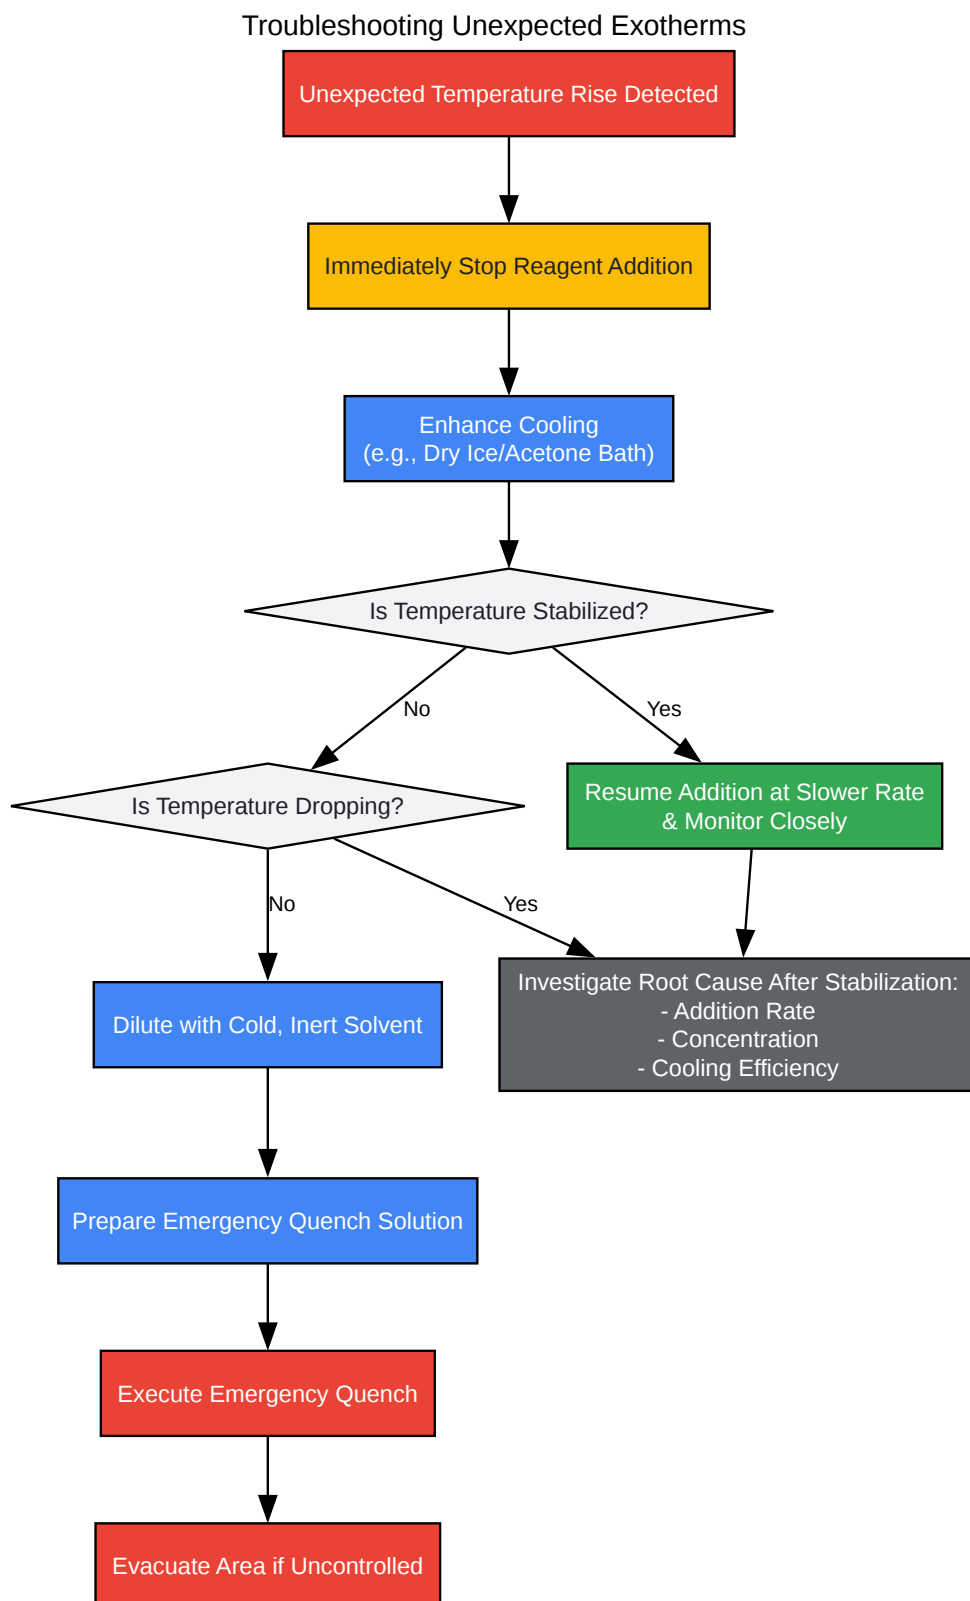 Troubleshooting Unexpected Exotherms
Unexpected Temperature Rise Detected
Immediately Stop Reagent Addition
Enhance Cooling
(e.g., Dry Ice/Acetone Bath)
Is Temperature Stabilized?
No
Yes
Is Temperature Dropping?
Resume Addition at Slower Rate
& Monitor Closely
No
Yes
Investigate Root Cause After Stabilization:
- Addition Rate
- Concentration
- Cooling Efficiency
Dilute with Cold, Inert Solvent
Prepare Emergency Quench Solution
Execute Emergency Quench
Evacuate Area if Uncontrolled